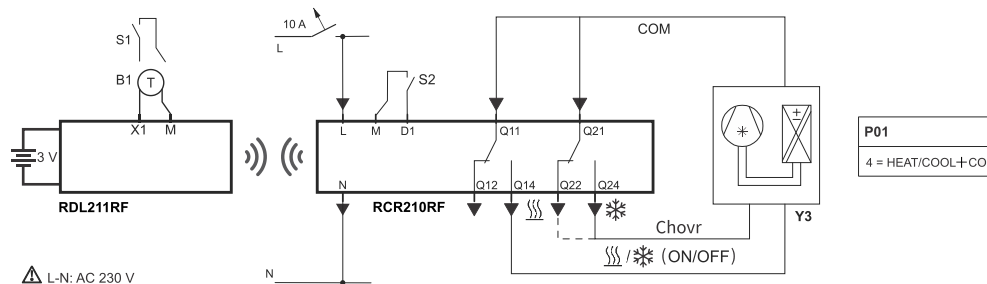 S1
B1
T
X1 M
3 V
RDL211RF
10 A
L
S2
L M D1 Q11 Q21
N Q12 Q14 Q22 Q24
RCR210RF
COM
Y3
Chovr
/ (ON/OFF)
N
L-N: AC 230 V
P01
4 = HEAT/COOL+CO